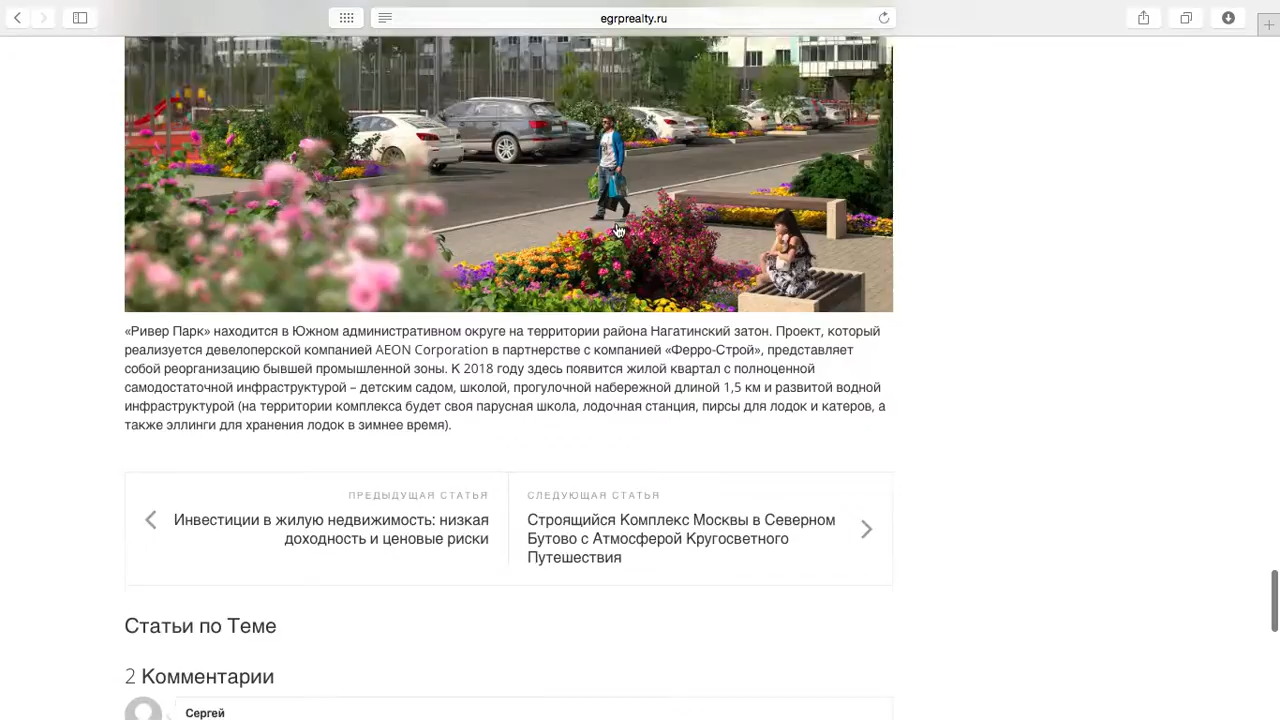 egrprealty.ru
«Ривер Парк» находится в Южном административном округе на территории района Нагатинский затон. Проект, который
реализуется девелоперской компанией AEON Corporation в партнерстве с компанией «Ферро-Строй», представляет
собой реорганизацию бывшей промышленной зоны. К 2018 году здесь появится жилой квартал с полноценной
самодостаточной инфраструктурой – детским садом, школой, прогулочной набережной длиной 1,5 км и развитой водной
инфраструктурой (на территории комплекса будет своя парусная школа, лодочная станция, пирсы для лодок и катеров, а
также эллинги для хранения лодок в зимнее время).
ПРЕДЫДУЩАЯ СТАТЬЯ
Инвестиции в жилую недвижимость: низкая
доходность и ценовые риски
СЛЕДУЮЩАЯ СТАТЬЯ
Строящийся Комплекс Москвы в Северном
Бутово с Атмосферой Кругосветного
Путешествия
Статьи по Теме
2 Комментарии
Сергей